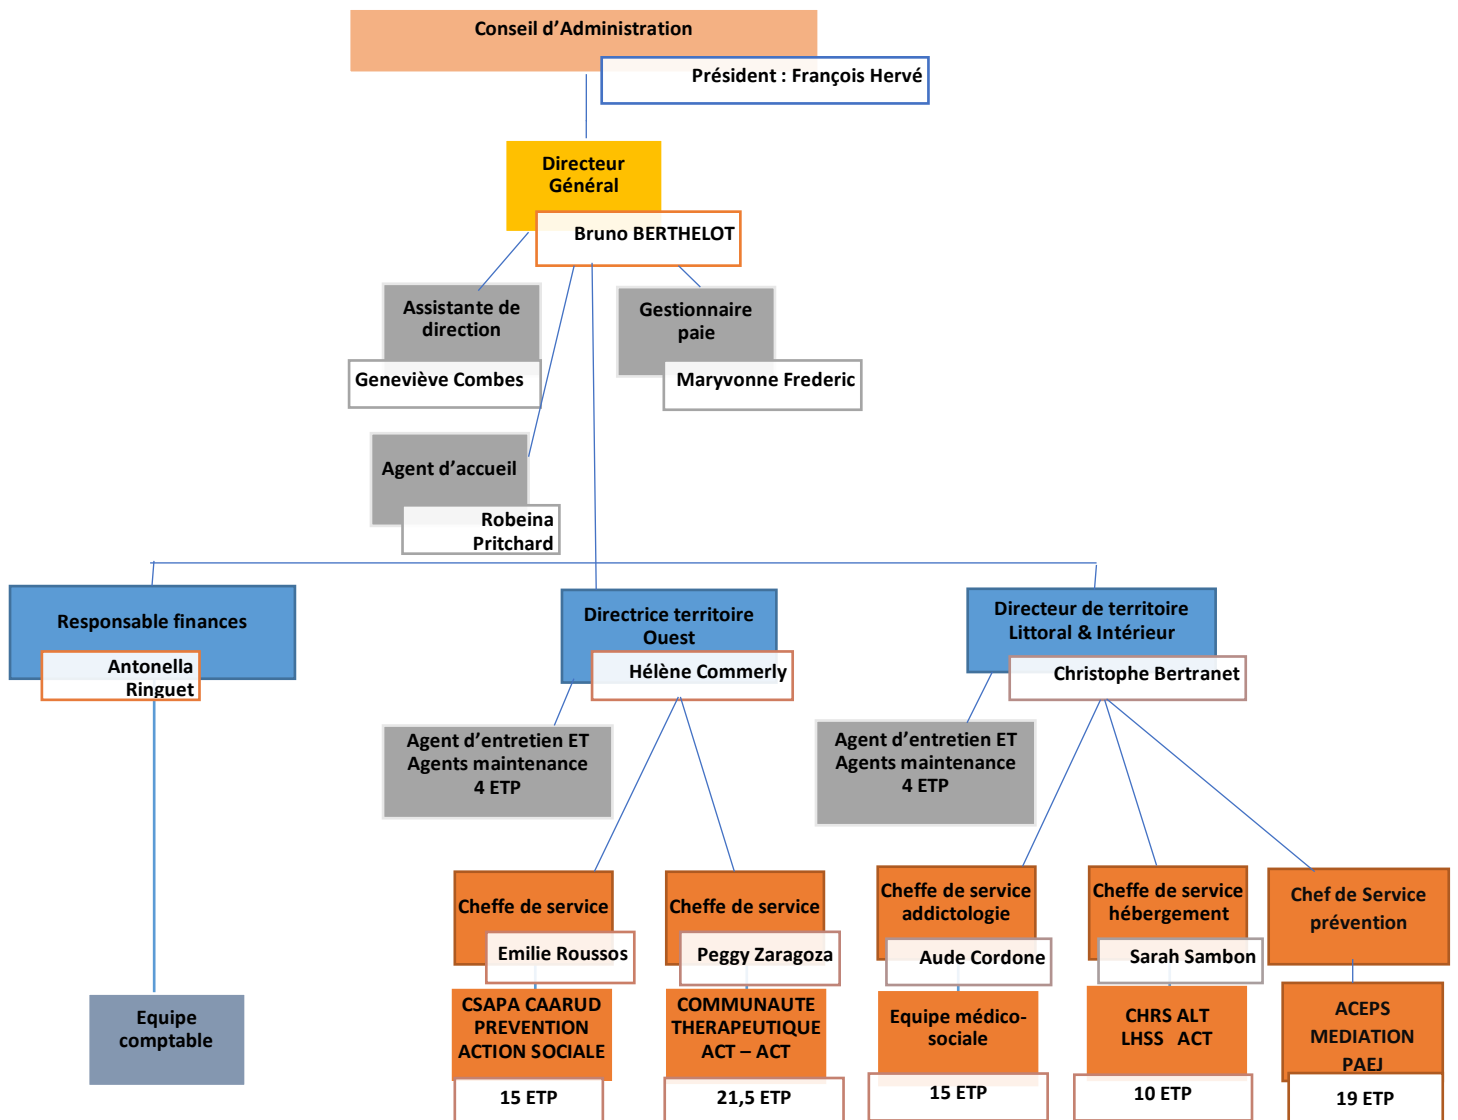 Conseil d’Administration
Président : François Hervé
Directeur
Général
Bruno BERTHELOT
Assistante de
direction
Geneviève Combes
Gestionnaire
paie
Maryvonne Frederic
Agent d’accueil
Robeina
Pritchard
Responsable finances
Antonella
Ringuet
Directrice territoire
Ouest
Hélène Commerly
Directeur de territoire
Littoral & Intérieur
Christophe Bertranet
Agent d’entretien ET
Agents maintenance
4 ETP
Agent d’entretien ET
Agents maintenance
4 ETP
Cheffe de service
Emilie Roussos
Cheffe de service
Peggy Zaragoza
Cheffe de service
addictologie
Aude Cordone
Cheffe de service
hébergement
Sarah Sambon
Chef de Service
prévention
Equipe
comptable
CSAPA CAARUD
PREVENTION
ACTION SOCIALE
15 ETP
COMMUNAUTE
THERAPEUTIQUE
ACT – ACT
21,5 ETP
Equipe médico-
sociale
15 ETP
CHRS ALT
LHSS ACT
10 ETP
ACEPS
MEDIATION
PAEJ
19 ETP